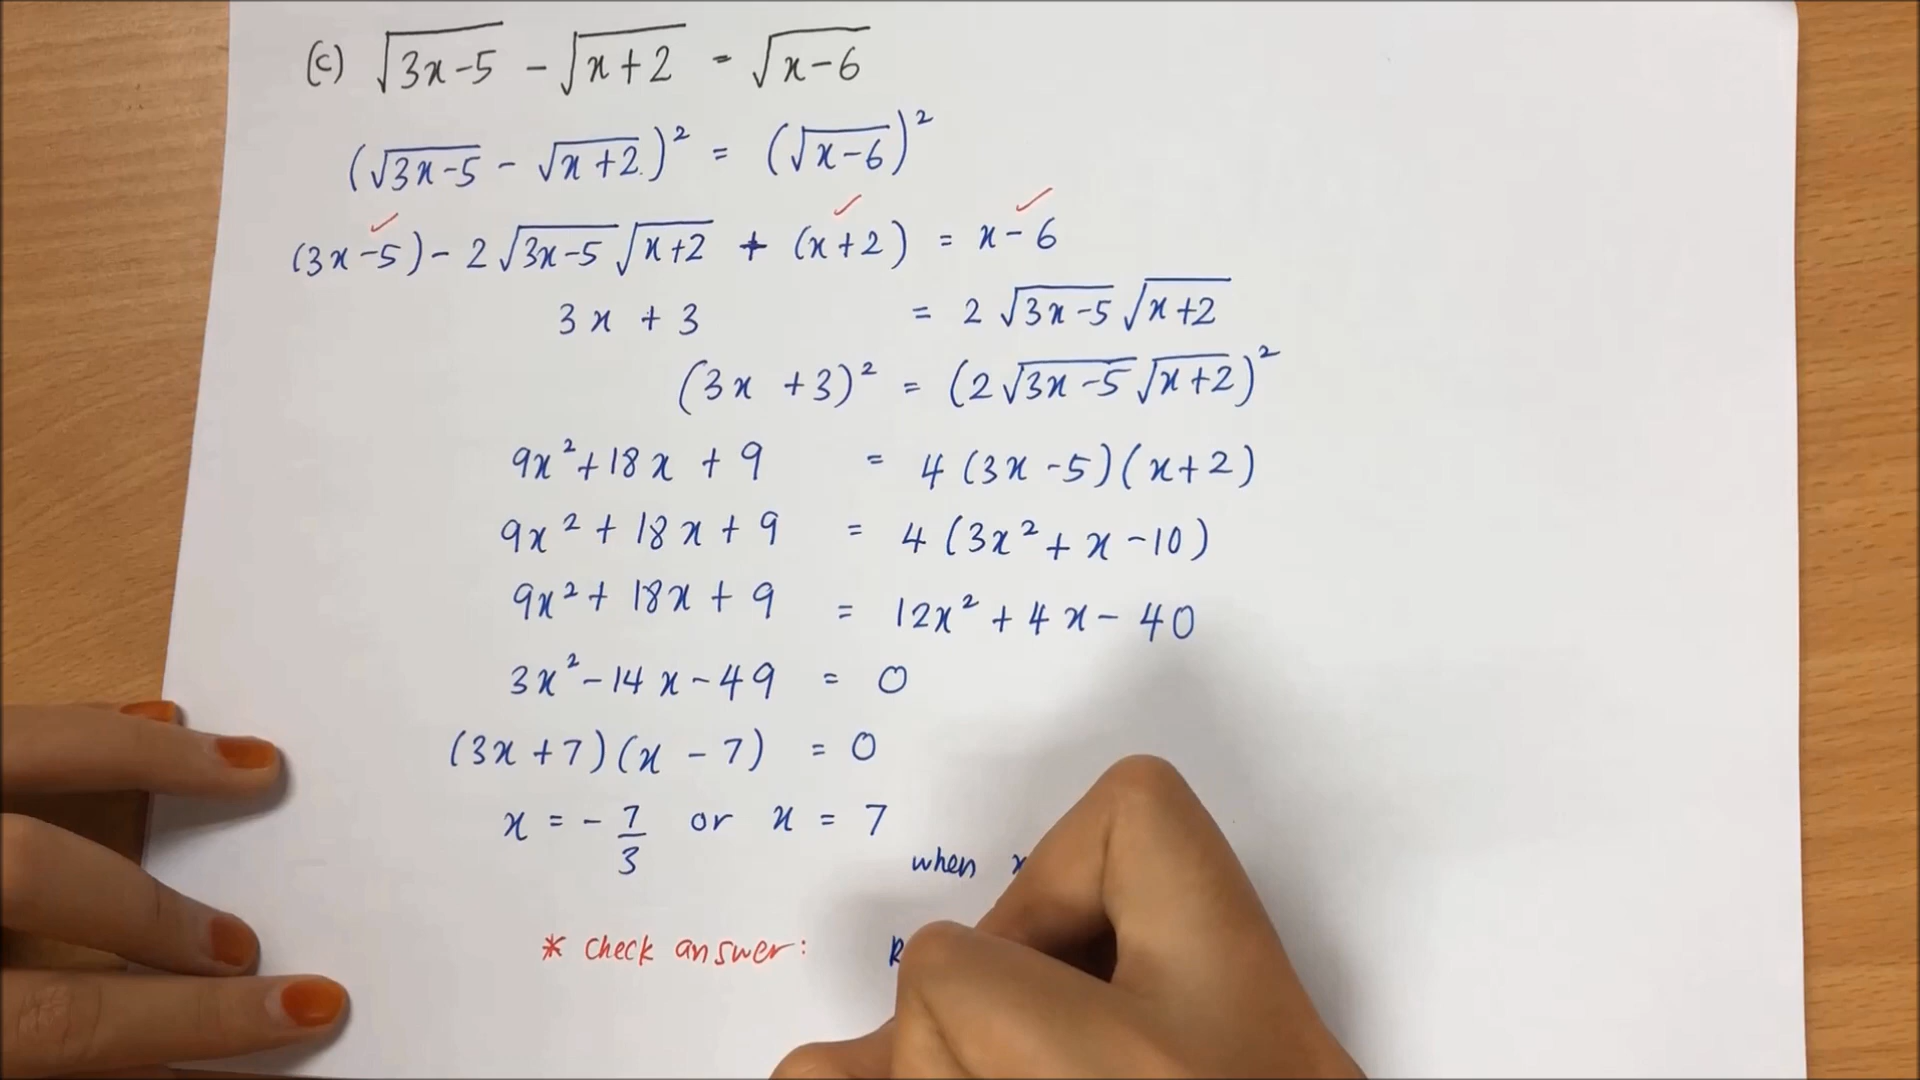 (c) √3x-5 - √x+2 = √x-6
(√3x-5 - √x+2)² = (√x-6)²
(3x-5) - 2√3x-5 √x+2 + (x+2) = x-6
3x + 3 = 2√3x-5 √x+2
(3x + 3)² = (2√3x-5 √x+2)²
9x² + 18x + 9 = 4(3x-5)(x+2)
9x² + 18x + 9 = 4(3x² + x - 10)
9x² + 18x + 9 = 12x² + 4x - 40
3x² - 14x - 49 = 0
(3x + 7)(x - 7) = 0
x = - 7/3 or x = 7
when x
* check answer: